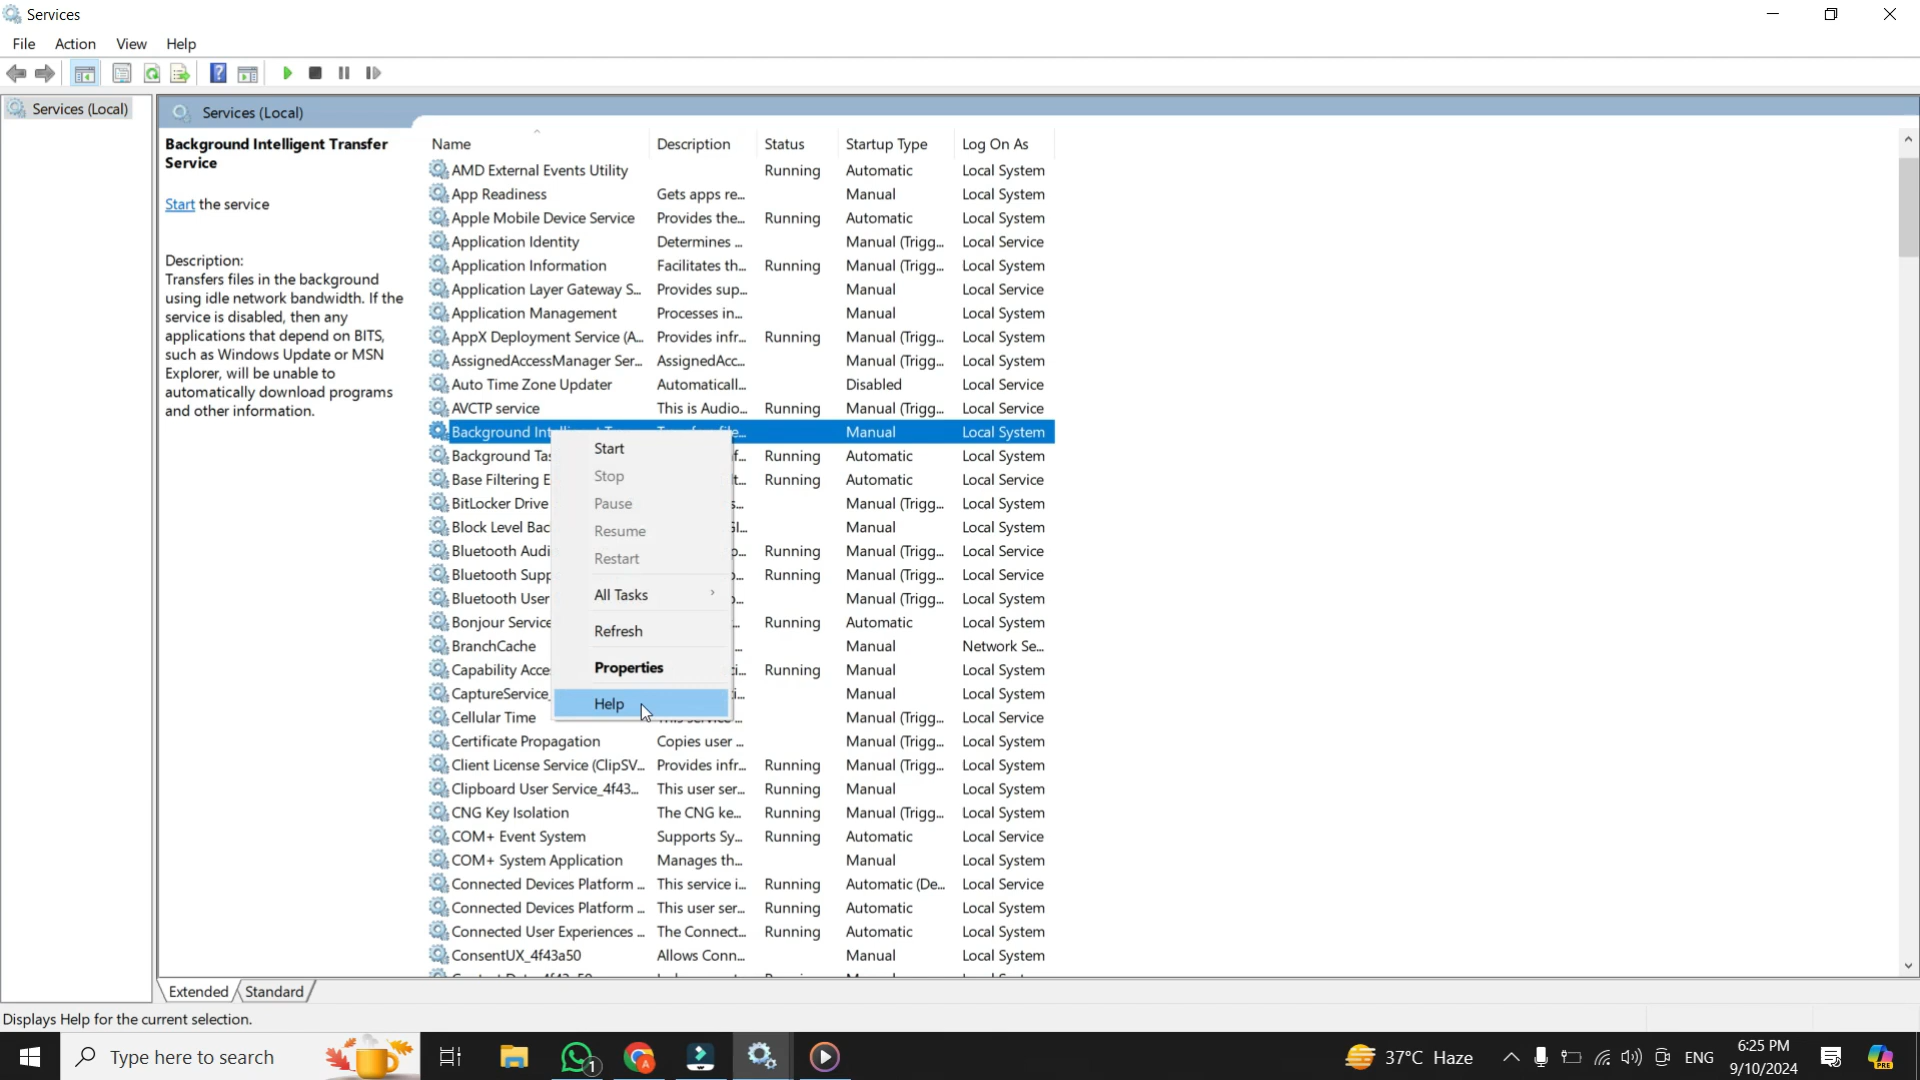 Services
File Action View Help
Services (Local)
Services (Local)
Background Intelligent Transfer
Service
Start the service
Description:
Transfers files in the background
using idle network bandwidth. If the
service is disabled, then any
applications that depend on BITS,
such as Windows Update or MSN
Explorer, will be unable to
automatically download programs
and other information.
Name Description Status Startup Type Log On As
AMD External Events Utility Running Automatic Local System
App Readiness Gets apps re... Manual Local System
Apple Mobile Device Service Provides the... Running Automatic Local System
Application Identity Determines ... Manual (Trigg... Local Service
Application Information Facilitates th... Running Manual (Trigg... Local System
Application Layer Gateway S... Provides sup... Manual Local Service
Application Management Processes in... Manual Local System
AppX Deployment Service (A... Provides infr... Running Manual (Trigg... Local System
AssignedAccessManager Ser... AssignedAcc... Manual (Trigg... Local System
Auto Time Zone Updater Automaticall... Disabled Local Service
AVCTP service This is Audio... Running Manual (Trigg... Local Service
Background Manual Local System
Background Running Automatic Local System
Base Filtering Running Automatic Local Service
BitLocker Drive Manual (Trigg... Local System
Block Level Manual Local System
Bluetooth Running Manual (Trigg... Local Service
Bluetooth Running Manual (Trigg... Local Service
Bluetooth User Manual (Trigg... Local System
Bonjour Service Running Automatic Local System
BranchCache Manual Network Se...
Capability Running Manual Local System
CaptureService_ Manual Local System
Cellular Time Manual (Trigg... Local Service
Certificate Propagation Copies user ... Manual (Trigg... Local System
Client License Service (ClipSV... Provides infr... Running Manual (Trigg... Local System
Clipboard User Service_4f43... This user ser... Running Manual Local System
CNG Key Isolation The CNG ke... Running Manual (Trigg... Local System
COM+ Event System Supports Sy... Running Automatic Local Service
COM+ System Application Manages th... Manual Local System
Connected Devices Platform ... This service i... Running Automatic (De... Local Service
Connected Devices Platform ... This user ser... Running Automatic Local System
Connected User Experiences ... The Connect... Running Automatic Local System
ConsentUX_4f43a50 Allows Conn... Manual Local System
Start
Stop
Pause
Resume
Restart
All Tasks
Refresh
Properties
Help
Extended Standard
Displays Help for the current selection.
Type here to search 1 37°C Haze ENG 6:25 PM
9/10/2024